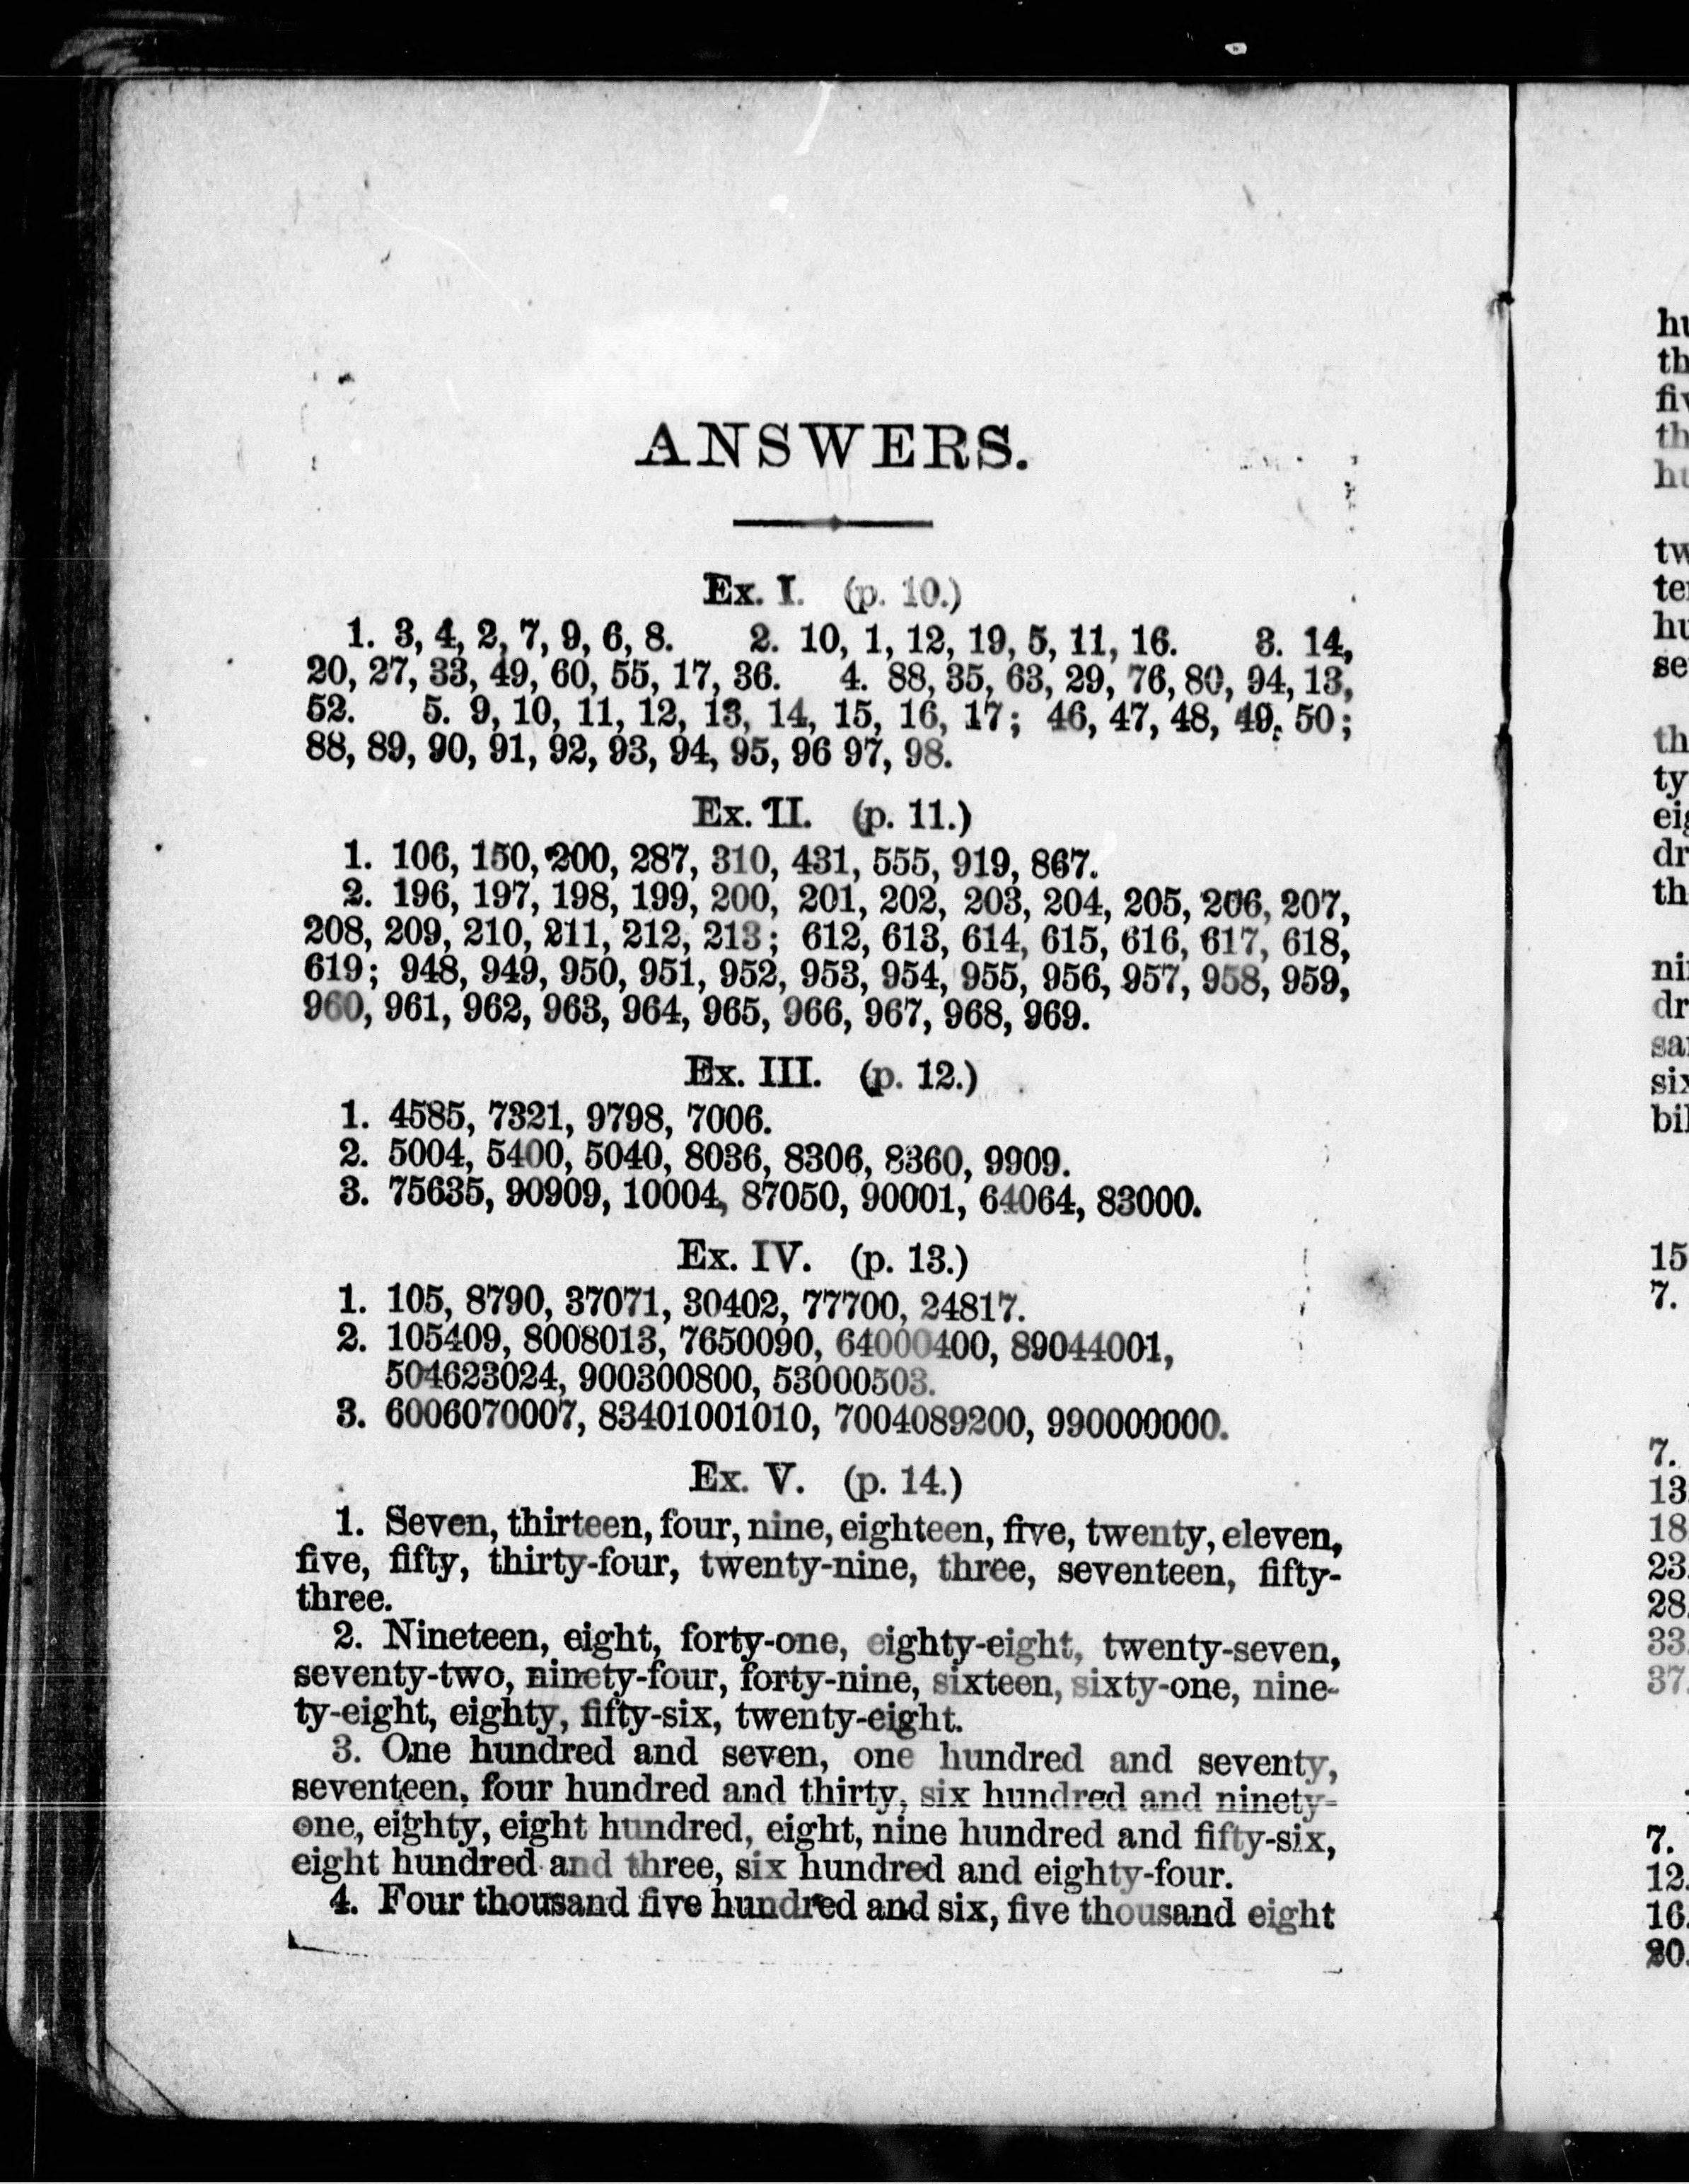 ANSWERS.
Ex. I. (p. 10.)
1. 3, 4, 2, 7, 9, 6, 8. 2. 10, 1, 12, 19, 5, 11, 16. 3. 14,
20, 27, 33, 49, 60, 55, 17, 36. 4. 88, 35, 63, 29, 76, 80, 94, 13,
52. 5. 9, 10, 11, 12, 13, 14, 15, 16, 17; 46, 47, 48, 49, 50;
88, 89, 90, 91, 92, 93, 94, 95, 96 97, 98.
Ex. II. (p. 11.)
1. 106, 150, 200, 287, 310, 431, 555, 919, 867.
2. 196, 197, 198, 199, 200, 201, 202, 203, 204, 205, 206, 207,
208, 209, 210, 211, 212, 213; 612, 613, 614, 615, 616, 617, 618,
619; 948, 949, 950, 951, 952, 953, 954, 955, 956, 957, 958, 959,
960, 961, 962, 963, 964, 965, 966, 967, 968, 969.
Ex. III. (p. 12.)
1. 4585, 7321, 9798, 7006.
2. 5004, 5400, 5040, 8036, 8306, 8360, 9909.
3. 75635, 90909, 10004, 87050, 90001, 64064, 83000.
Ex. IV. (p. 13.)
1. 105, 8790, 37071, 30402, 77700, 24817.
2. 105409, 8008013, 7650090, 64000400, 89044001,
504623024, 900300800, 53000503.
3. 6006070007, 83401001010, 7004089200, 990000000.
Ex. V. (p. 14.)
1. Seven, thirteen, four, nine, eighteen, five, twenty, eleven,
five, fifty, thirty-four, twenty-nine, three, seventeen, fifty-
three.
2. Nineteen, eight, forty-one, eighty-eight, twenty-seven,
seventy-two, ninety-four, forty-nine, sixteen, sixty-one, nine-
ty-eight, eighty, fifty-six, twenty-eight.
3. One hundred and seven, one hundred and seventy,
seventeen, four hundred and thirty, six hundred and ninety-
one, eighty, eight hundred, eight, nine hundred and fifty-six,
eight hundred and three, six hundred and eighty-four.
4. Four thousand five hundred and six, five thousand eight
15
7.
7.
13
18
23.
28.
33
37.
7.
12.
16.
20.